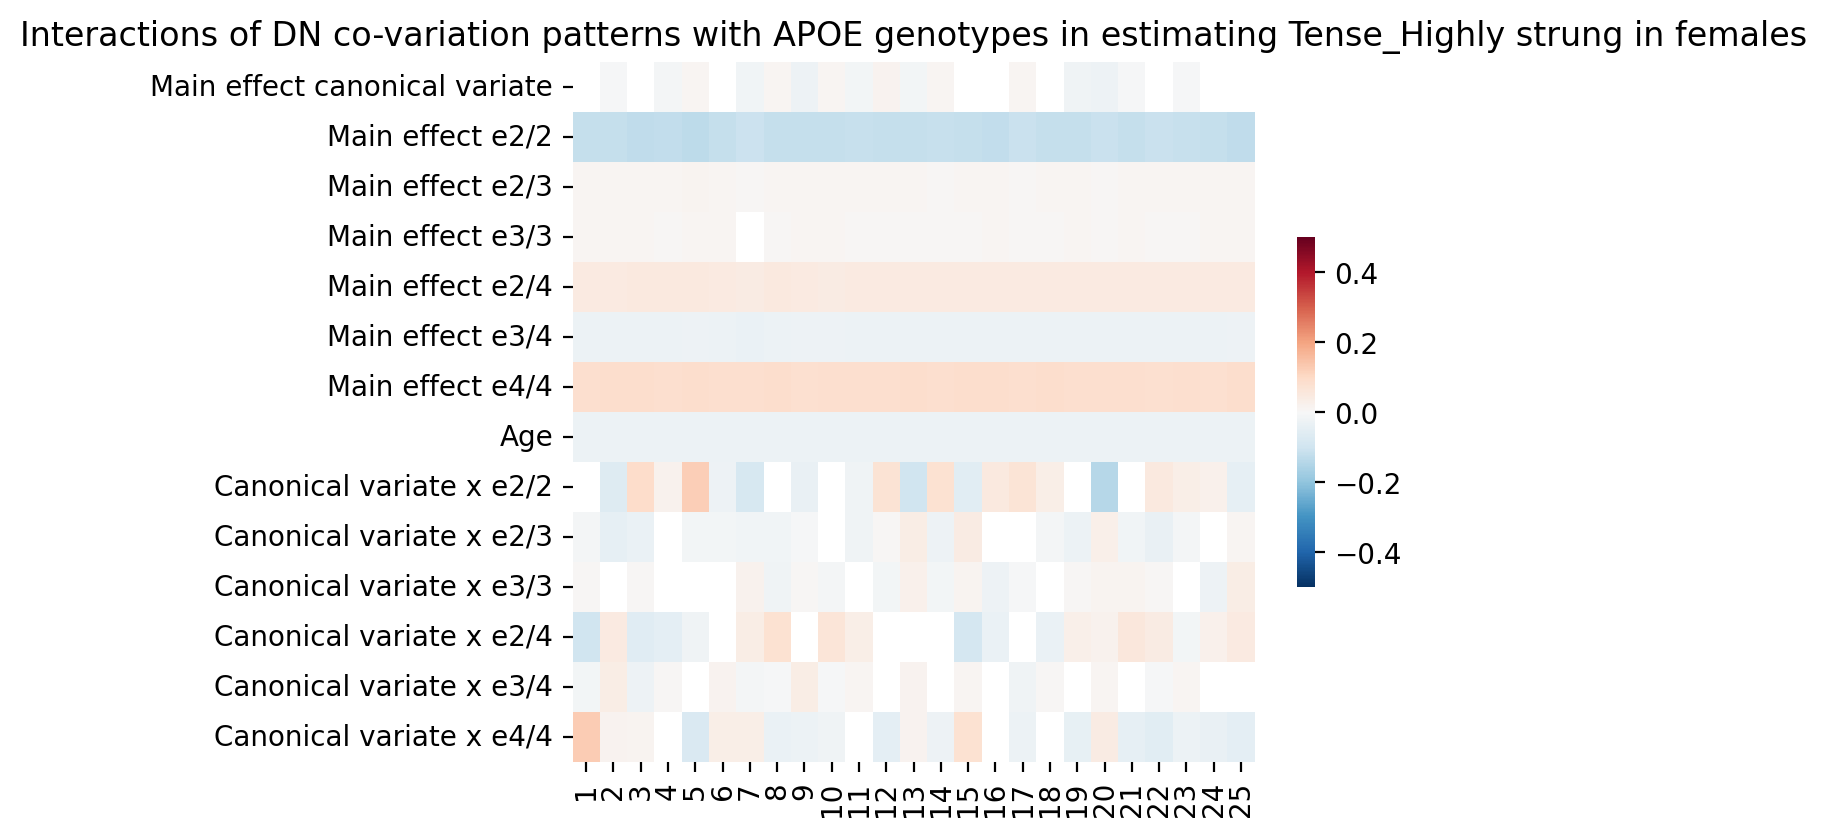 Interactions of DN co-variation patterns with APOE genotypes in estimating Tense_Highly strung in females
Main effect canonical variate
Main effect e2/2
Main effect e2/3
Main effect e3/3
Main effect e2/4
Main effect e3/4
Main effect e4/4
Age
Canonical variate x e2/2
Canonical variate x e2/3
Canonical variate x e3/3
Canonical variate x e2/4
Canonical variate x e3/4
Canonical variate x e4/4
1 2 3 4 5 6 7 8 9 10 11 12 13 14 15 16 17 18 19 20 21 22 23 24 25
0.4
0.2
0.0
−0.2
−0.4